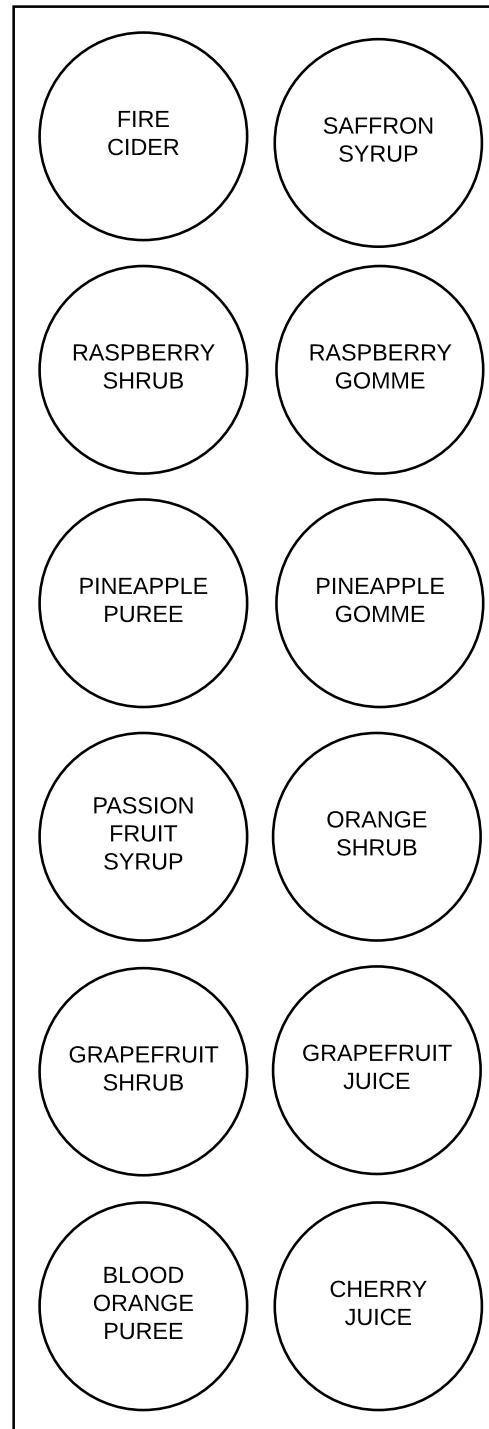 FIRE
CIDER
SAFFRON
SYRUP
RASPBERRY
SHRUB
RASPBERRY
GOMME
PINEAPPLE
PUREE
PINEAPPLE
GOMME
PASSION
FRUIT
SYRUP
ORANGE
SHRUB
GRAPEFRUIT
SHRUB
GRAPEFRUIT
JUICE
BLOOD
ORANGE
PUREE
CHERRY
JUICE